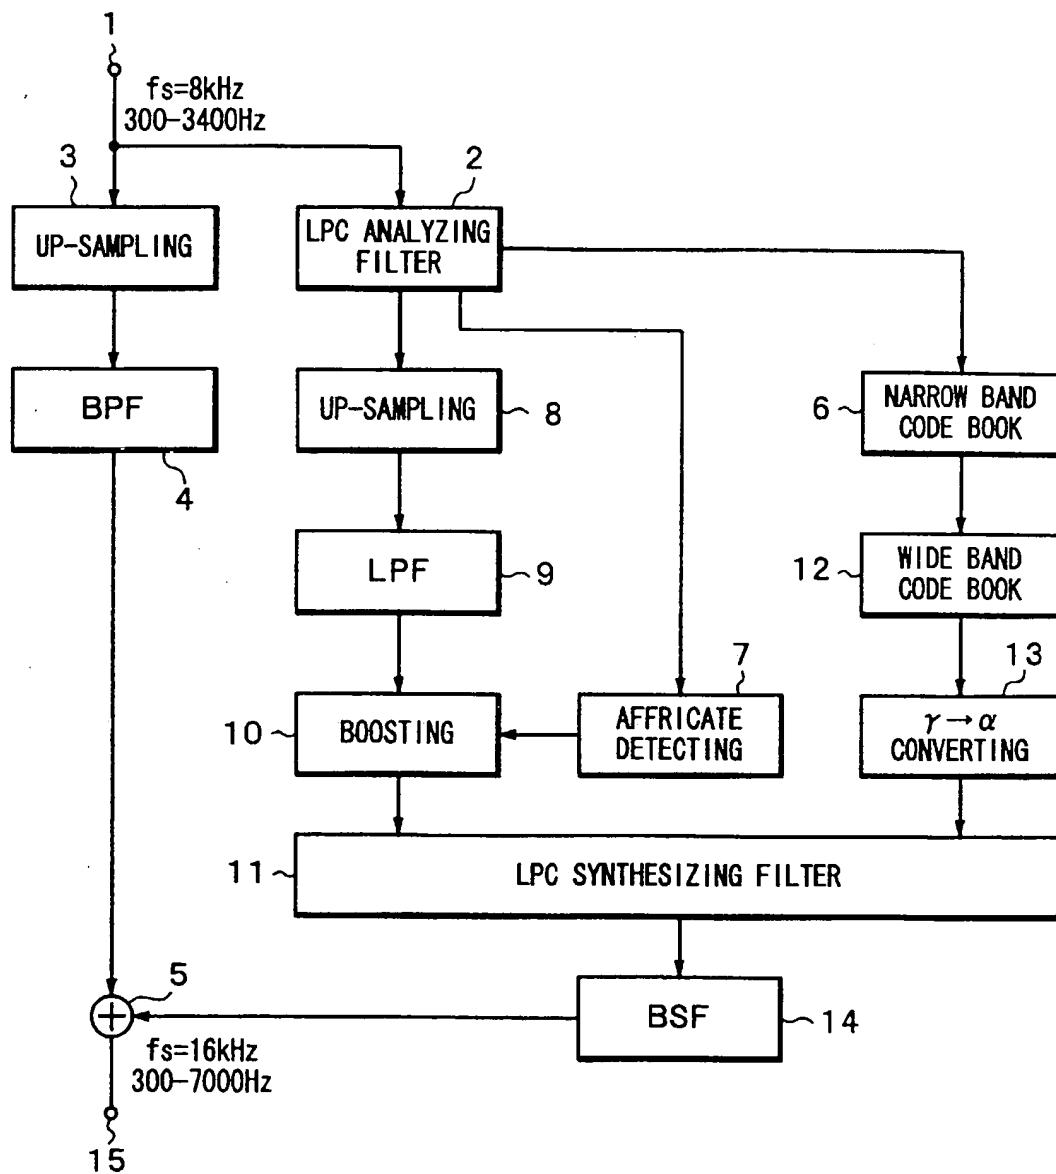 1
fs=8kHz
300-3400Hz
3
2
UP-SAMPLING
LPC ANALYZING
FILTER
BPF
4
UP-SAMPLING
8
6
NARROW BAND
CODE BOOK
LPF
9
12
WIDE BAND
CODE BOOK
7
13
10
BOOSTING
AFFRICATE
DETECTING
γ→α
CONVERTING
11
LPC SYNTHESIZING FILTER
5
BSF
14
fs=16kHz
300-7000Hz
15